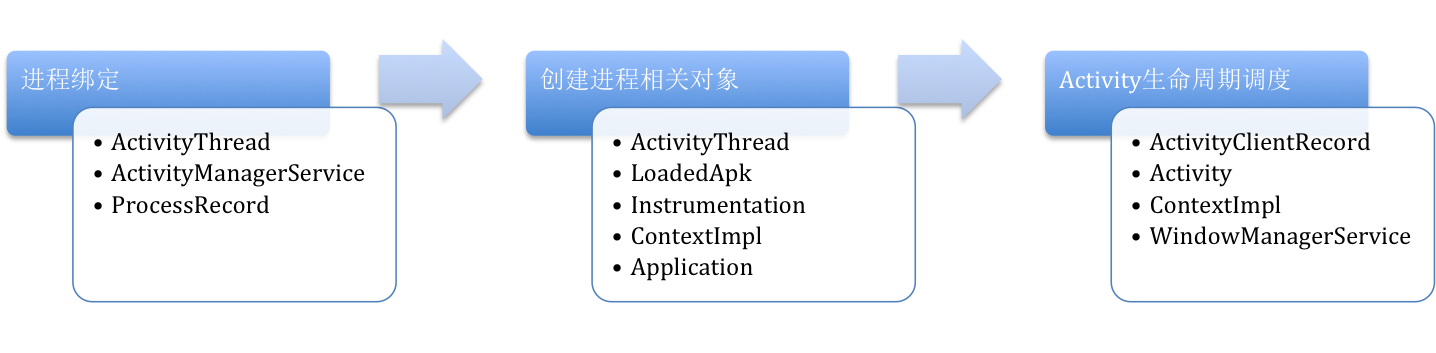 进程绑定
• ActivityThread
• ActivityManagerService
• ProcessRecord
创建进程相关对象
• ActivityThread
• LoadedApk
• Instrumentation
• ContextImpl
• Application
Activity生命周期调度
• ActivityClientRecord
• Activity
• ContextImpl
• WindowManagerService